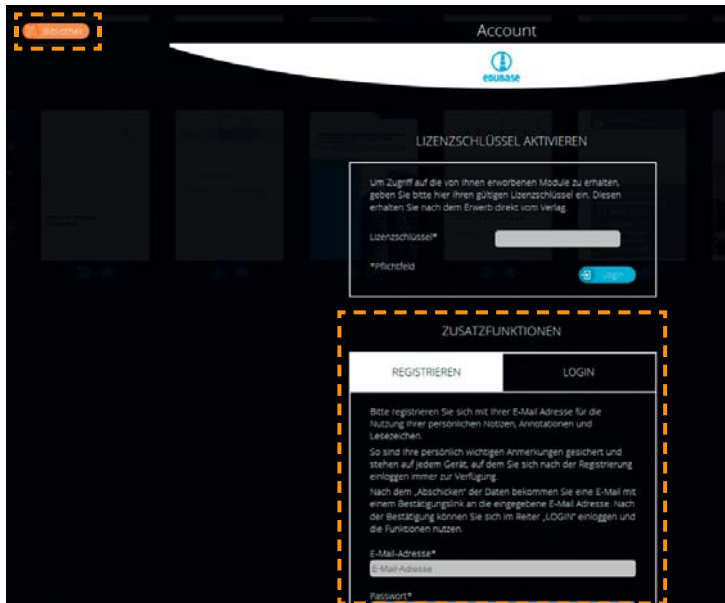 Bibliothek
Account
EDUBASE
LIZENZSCHLÜSSEL AKTIVIEREN
Um Zugriff auf die von Ihnen erworbenen Module zu erhalten,
geben Sie bitte hier Ihren gültigen Lizenzschlüssel ein. Diesen
erhalten Sie nach dem Erwerb direkt vom Verlag.
Lizenzschlüssel*
*Pflichtfeld
Login
ZUSATZFUNKTIONEN
REGISTRIEREN LOGIN
Bitte registrieren Sie sich mit Ihrer E-Mail Adresse für die
Nutzung Ihrer persönlichen Notizen, Annotationen und
Lesezeichen.
So sind Ihre persönlich wichtigen Anmerkungen gesichert und
stehen auf jedem Gerät, auf dem Sie sich nach der Registrierung
einloggen immer zur Verfügung.
Nach dem „Abschicken" der Daten bekommen Sie eine E-Mail mit
einem Bestätigungslink an die eingegebene E-Mail Adresse. Nach
der Bestätigung können Sie sich im Reiter „LOGIN" einloggen und
die Funktionen nutzen.
E-Mail-Adresse*
E-Mail-Adresse
Passwort*